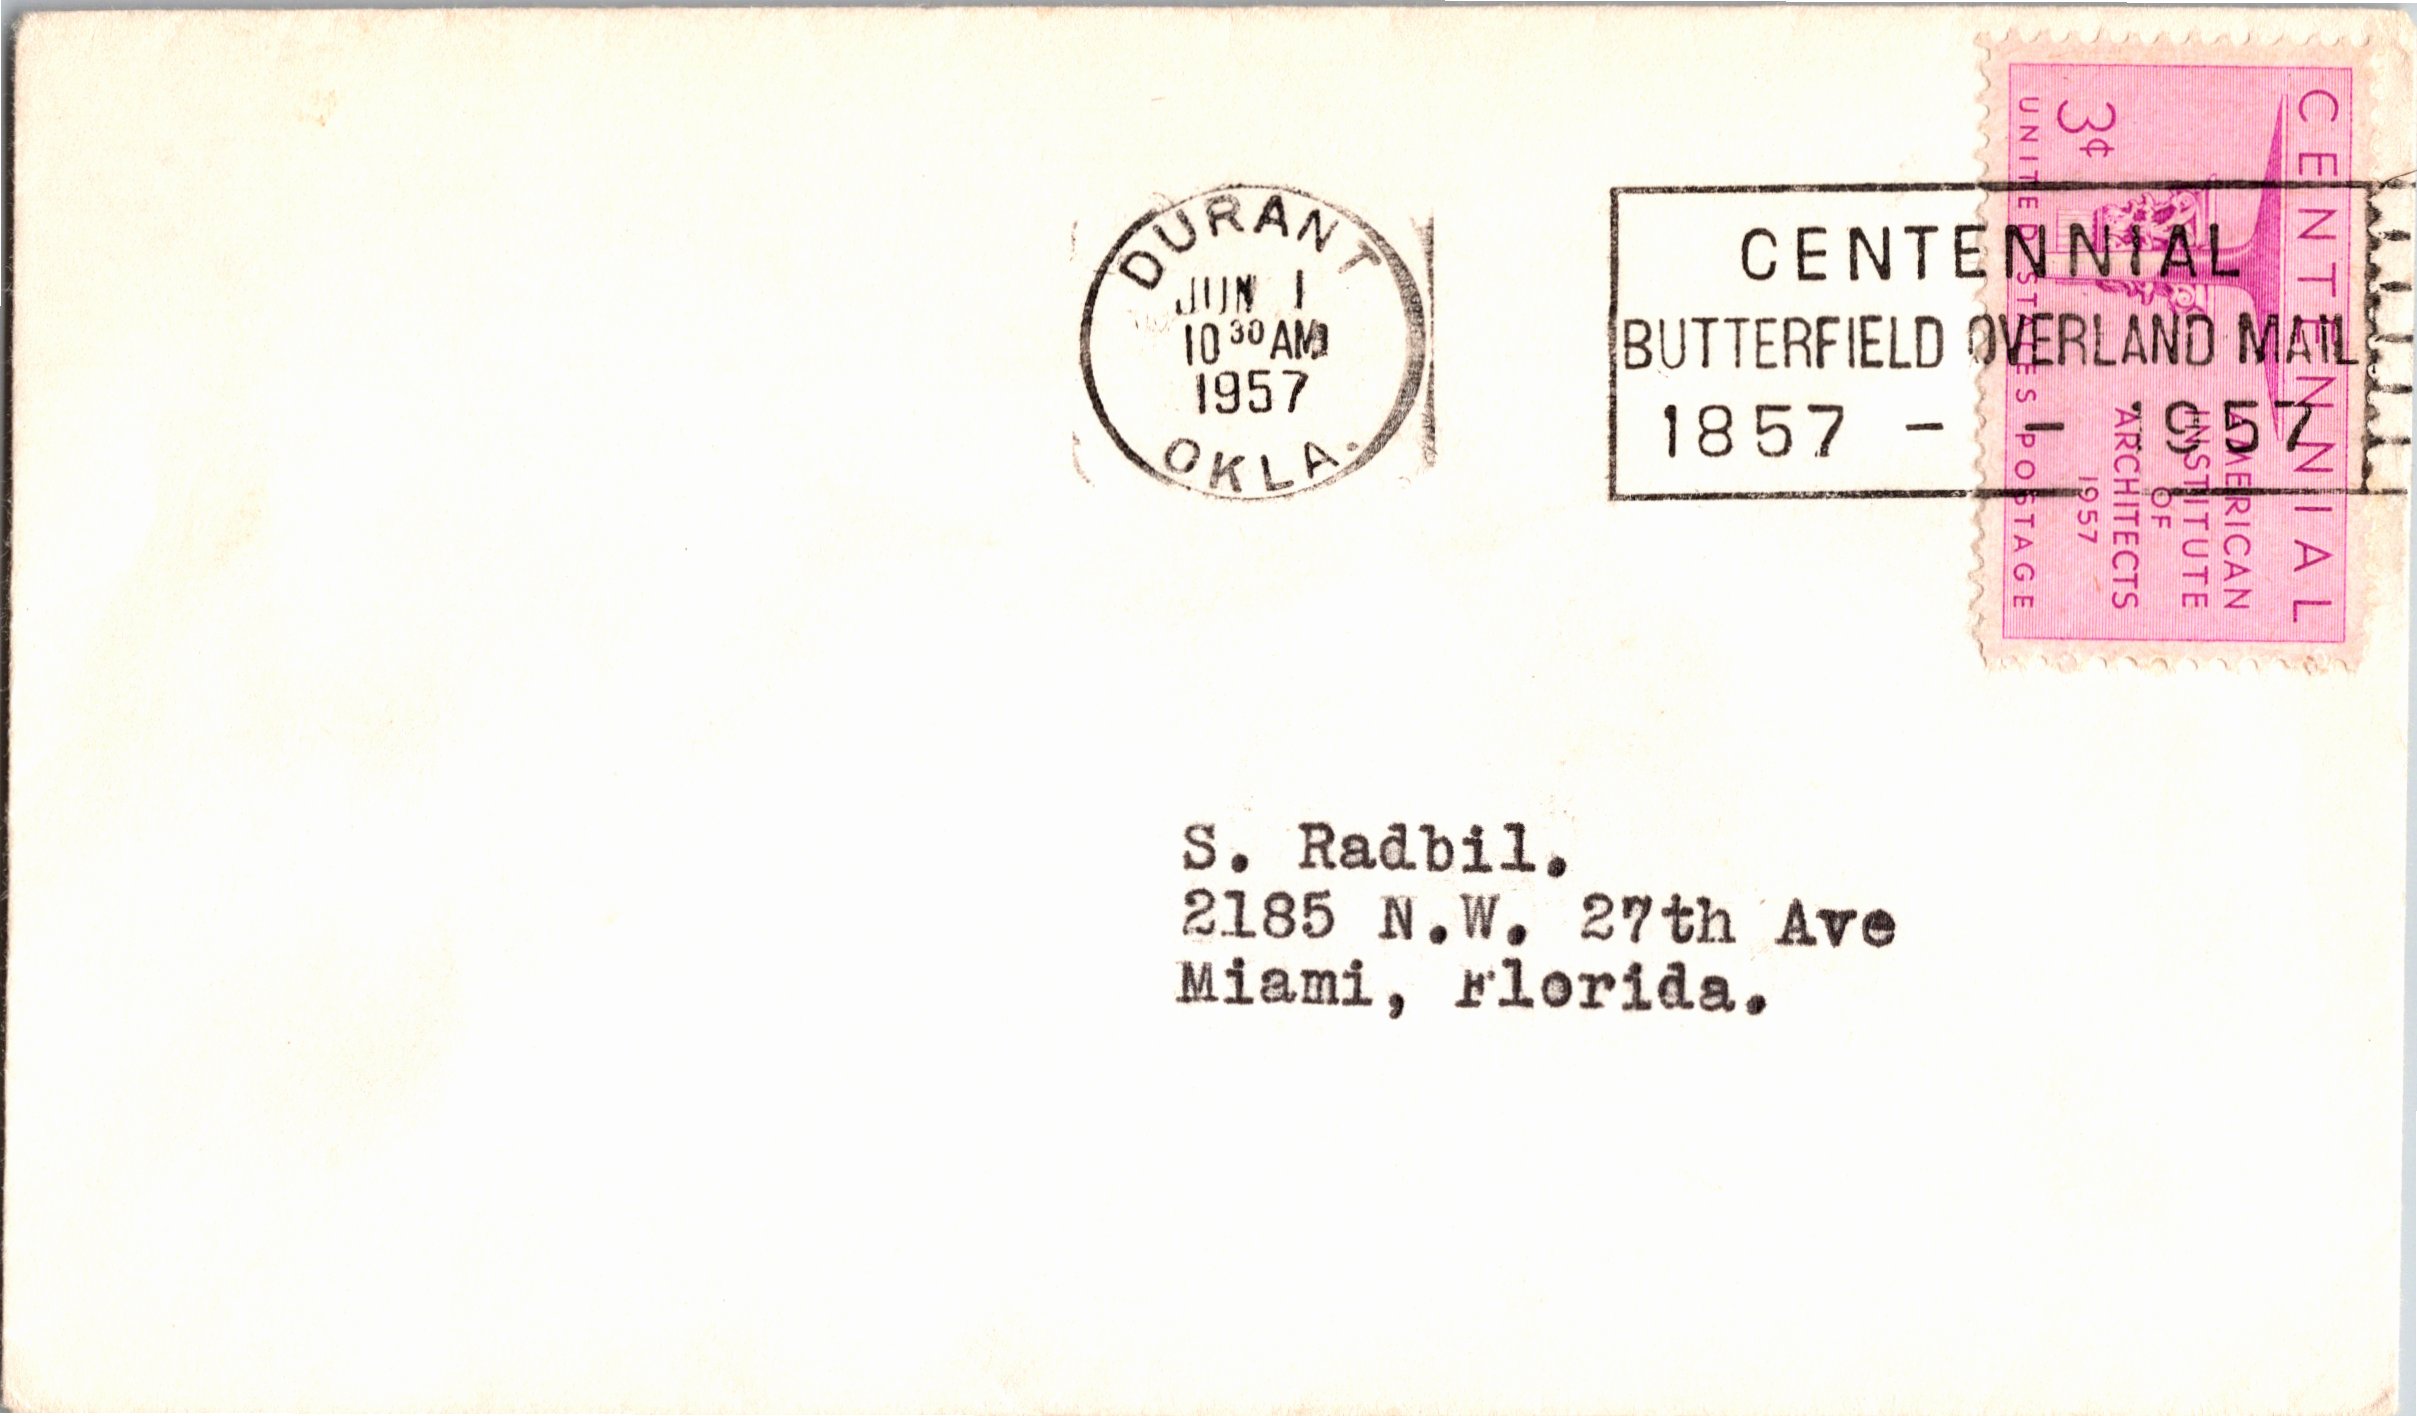 DURANT
JUN 1
10 30 AM
1957
OKLA.
CENTENNIAL
BUTTERFIELD OVERLAND MAIL
1857 - - 1957
CENTENNIAL
AMERICAN
INSTITUTE
OF
ARCHITECTS
1957
3¢
UNITED STATES POSTAGE
S. Radbil.
2185 N.W. 27th Ave
Miami, Florida.